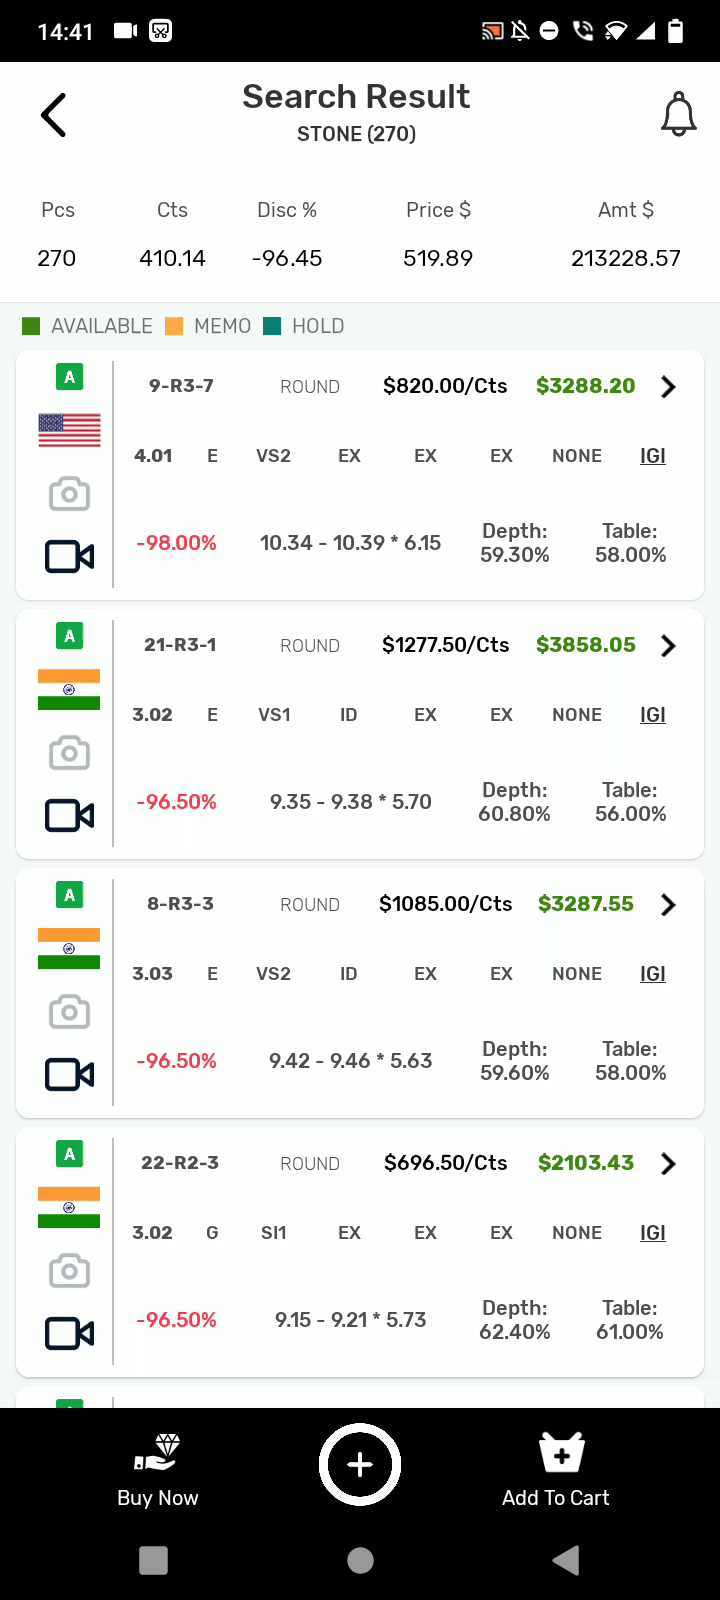 14:41
Search Result
STONE (270)
Pcs Cts Disc % Price $ Amt $
270 410.14 -96.45 519.89 213228.57
AVAILABLE MEMO HOLD
A 9-R3-7 ROUND $820.00/Cts $3288.20
4.01 E VS2 EX EX EX NONE IGI
-98.00% 10.34 - 10.39 * 6.15 Depth: 59.30% Table: 58.00%
A 21-R3-1 ROUND $1277.50/Cts $3858.05
3.02 E VS1 ID EX EX NONE IGI
-96.50% 9.35 - 9.38 * 5.70 Depth: 60.80% Table: 56.00%
A 8-R3-3 ROUND $1085.00/Cts $3287.55
3.03 E VS2 ID EX EX NONE IGI
-96.50% 9.42 - 9.46 * 5.63 Depth: 59.60% Table: 58.00%
A 22-R2-3 ROUND $696.50/Cts $2103.43
3.02 G SI1 EX EX EX NONE IGI
-96.50% 9.15 - 9.21 * 5.73 Depth: 62.40% Table: 61.00%
Buy Now Add To Cart